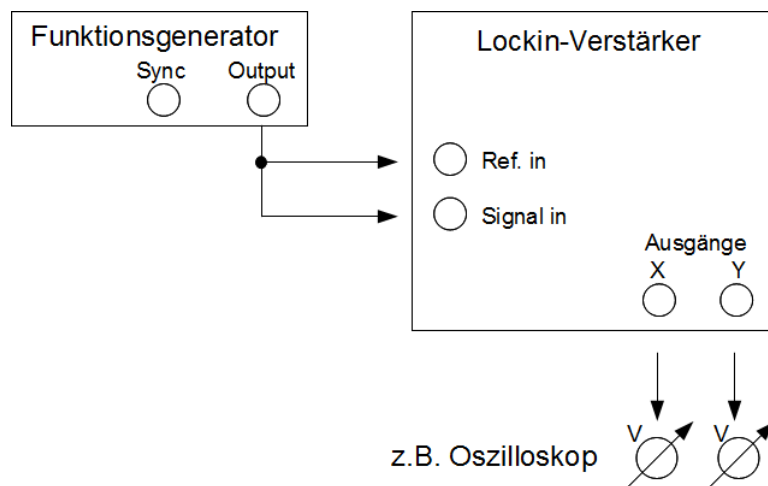 Funktionsgenerator
Sync Output
Lockin-Verstärker
Ref. in
Signal in
Ausgänge
X Y
V V
z.B. Oszilloskop